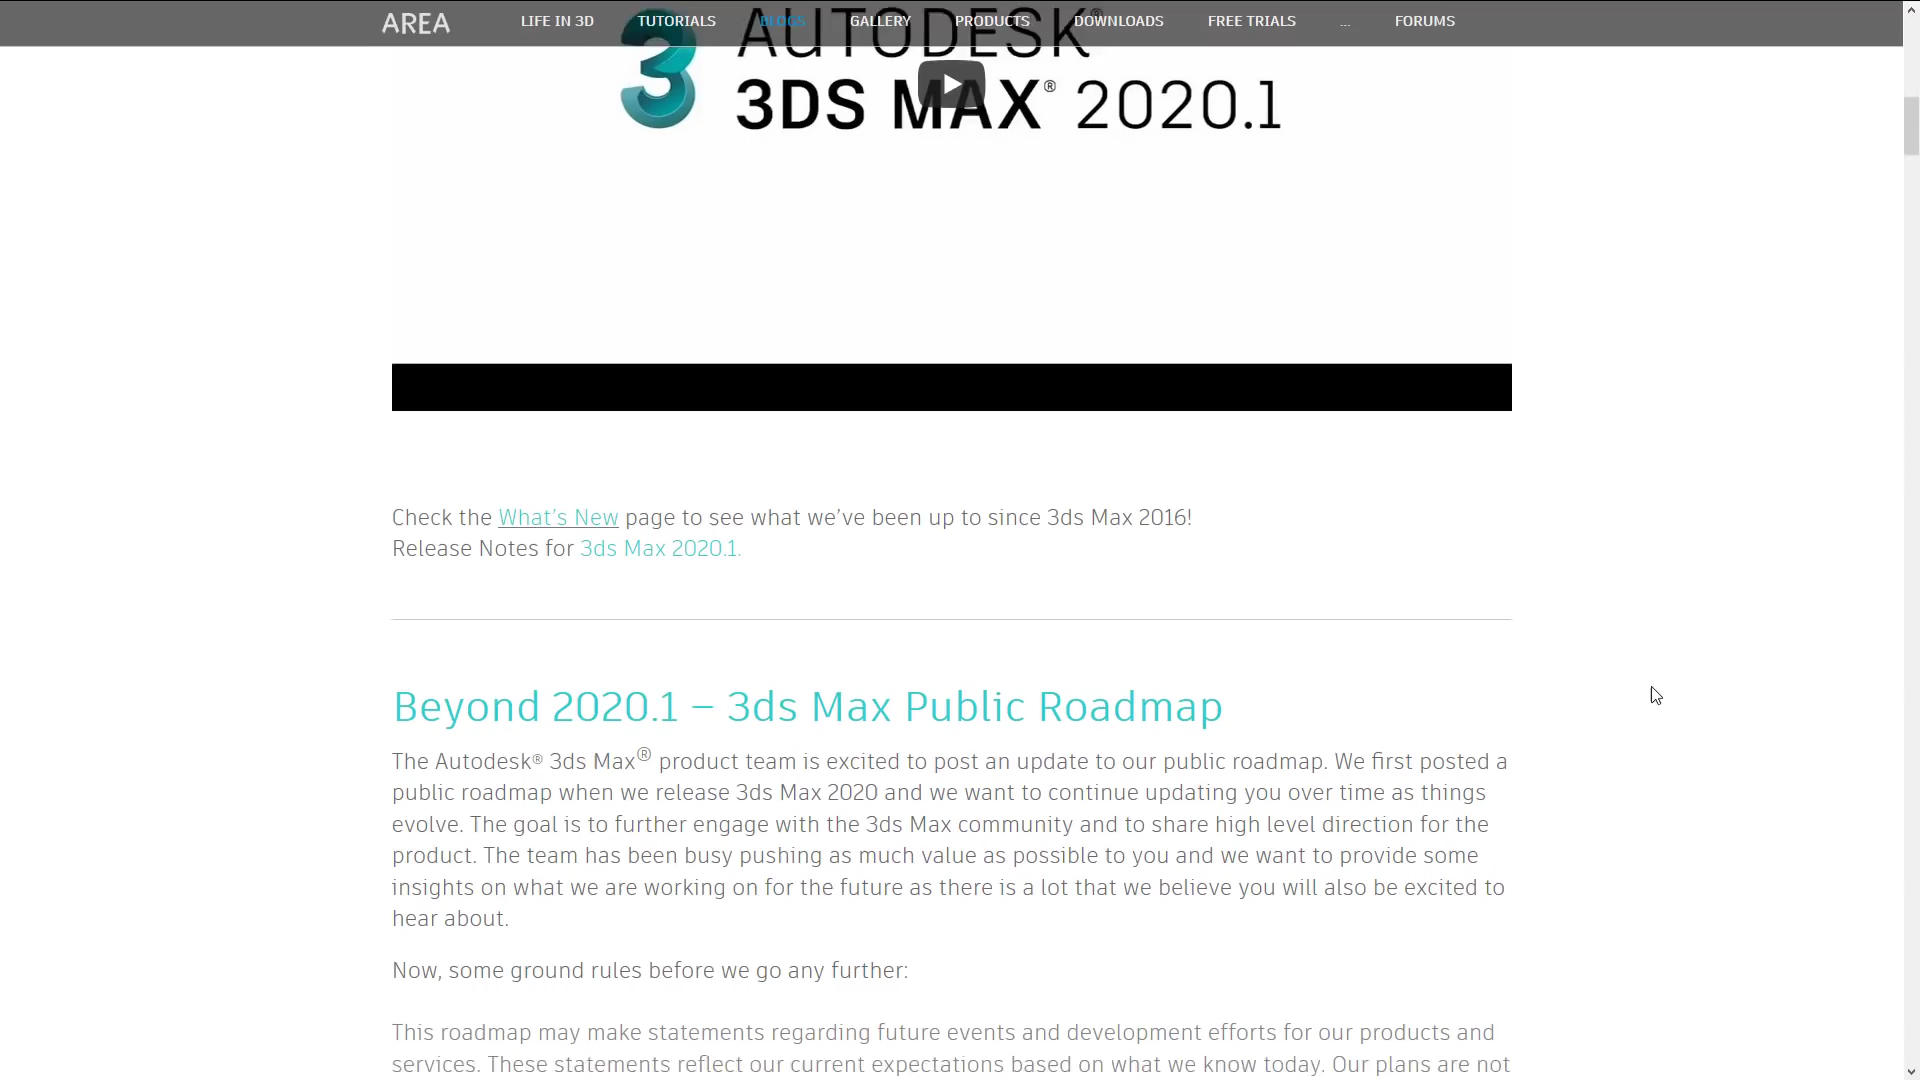 AREA LIFE IN 3D TUTORIALS BLOGS GALLERY PRODUCTS DOWNLOADS FREE TRIALS ... FORUMS
3 AUTODESK®
3DS MAX® 2020.1
Check the What’s New page to see what we’ve been up to since 3ds Max 2016!
Release Notes for 3ds Max 2020.1.
Beyond 2020.1 – 3ds Max Public Roadmap
The Autodesk® 3ds Max® product team is excited to post an update to our public roadmap. We first posted a
public roadmap when we release 3ds Max 2020 and we want to continue updating you over time as things
evolve. The goal is to further engage with the 3ds Max community and to share high level direction for the
product. The team has been busy pushing as much value as possible to you and we want to provide some
insights on what we are working on for the future as there is a lot that we believe you will also be excited to
hear about.
Now, some ground rules before we go any further:
This roadmap may make statements regarding future events and development efforts for our products and
services. These statements reflect our current expectations based on what we know today. Our plans are not